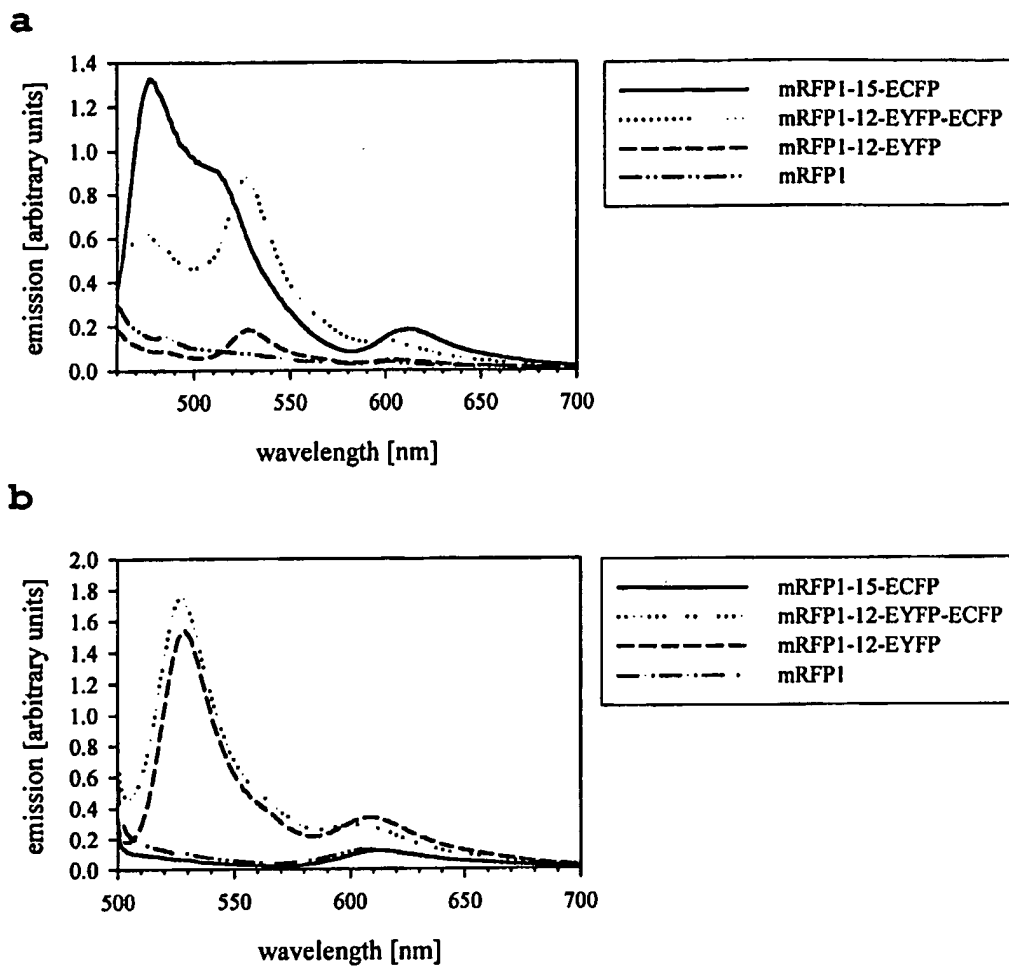 a
1.4
1.2
1.0
0.8
0.6
0.4
0.2
0.0
emission [arbitrary units]
500 550 600 650 700
wavelength [nm]
mRFP1-15-ECFP
mRFP1-12-EYFP-ECFP
mRFP1-12-EYFP
mRFP1
b
2.0
1.8
1.6
1.4
1.2
1.0
0.8
0.6
0.4
0.2
0.0
emission [arbitrary units]
500 550 600 650 700
wavelength [nm]
mRFP1-15-ECFP
mRFP1-12-EYFP-ECFP
mRFP1-12-EYFP
mRFP1